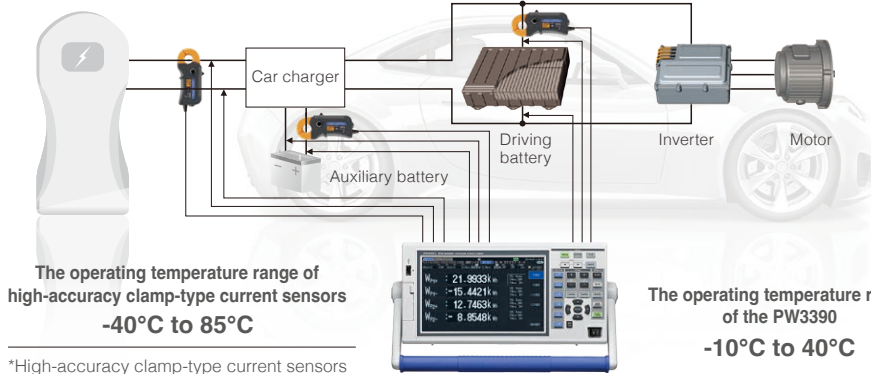 Car charger
Driving
battery
Inverter
Motor
Auxiliary battery
The operating temperature range of
high-accuracy clamp-type current sensors
-40°C to 85°C
*High-accuracy clamp-type current sensors
: 21.9933k
:-15.4421k
: 12.7463k
:- 8.8548k
The operating temperature r
of the PW3390
-10°C to 40°C